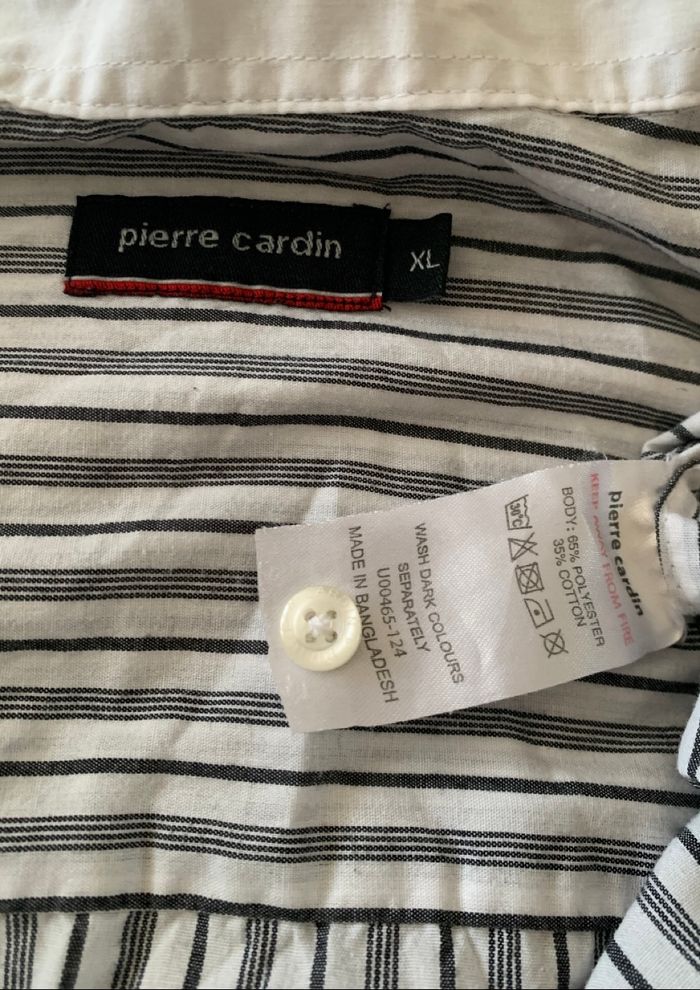 pierre cardin
XL
pierre cardin
KEEP AWAY FROM FIRE
BODY: 65% POLYESTER
35% COTTON
30°C
WASH DARK COLOURS
SEPARATELY
U00465-124
MADE IN BANGLADESH